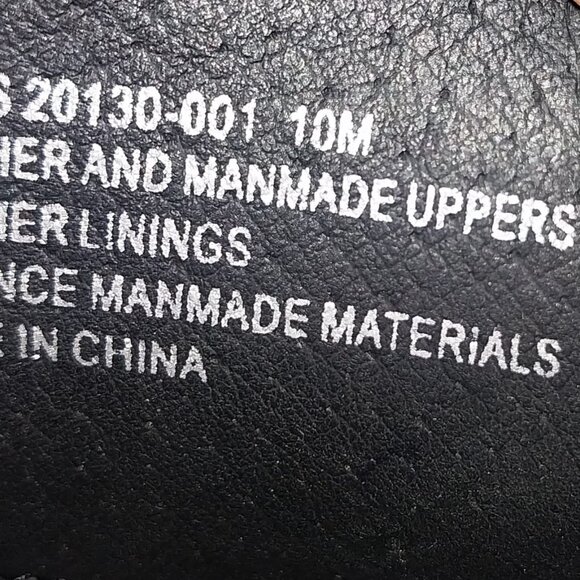 S 20130-001 10M
HER AND MANMADE UPPERS
HER LININGS
NCE MANMADE MATERIALS
E IN CHINA